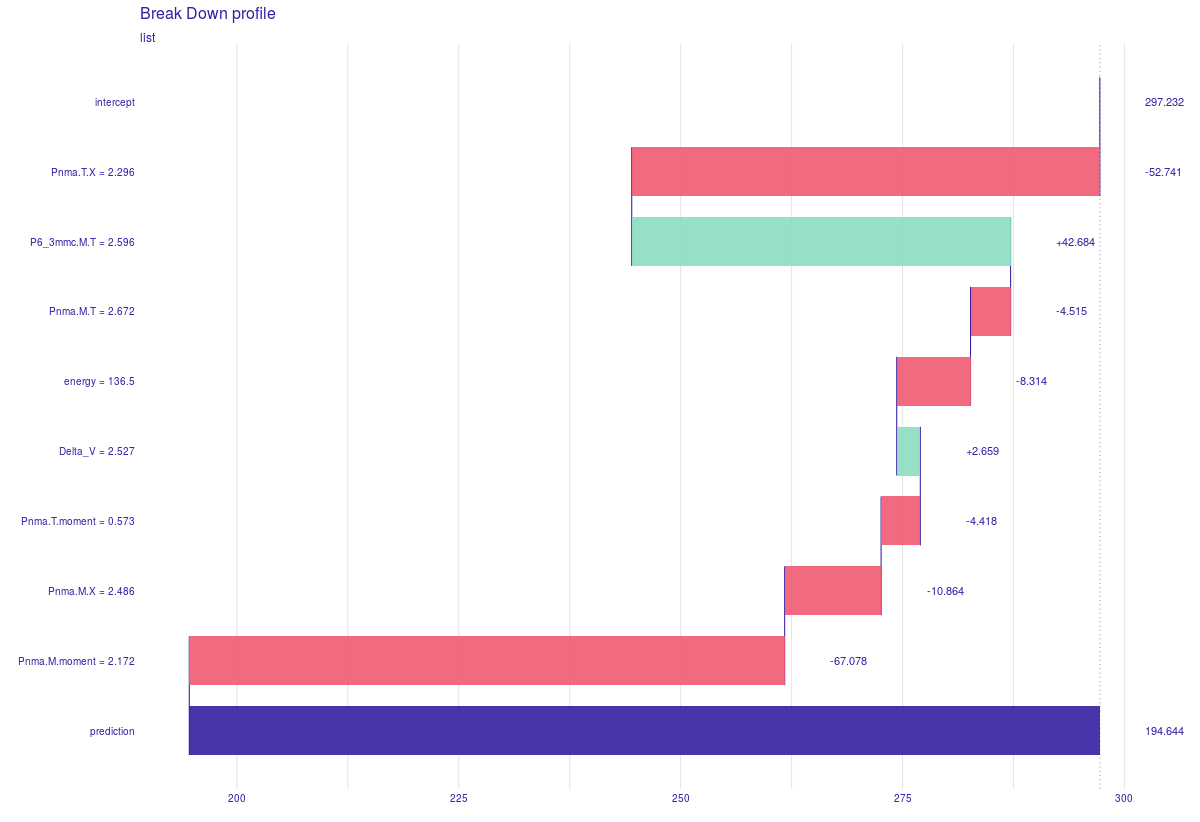 Break Down profile
list
intercept 297.232
Pnma.T.X = 2.296 -52.741
P6_3mmc.M.T = 2.596 +42.684
Pnma.M.T = 2.672 -4.515
energy = 136.5 -8.314
Delta_V = 2.527 +2.659
Pnma.T.moment = 0.573 -4.418
Pnma.M.X = 2.486 -10.864
Pnma.M.moment = 2.172 -67.078
prediction 194.644
200 225 250 275 300